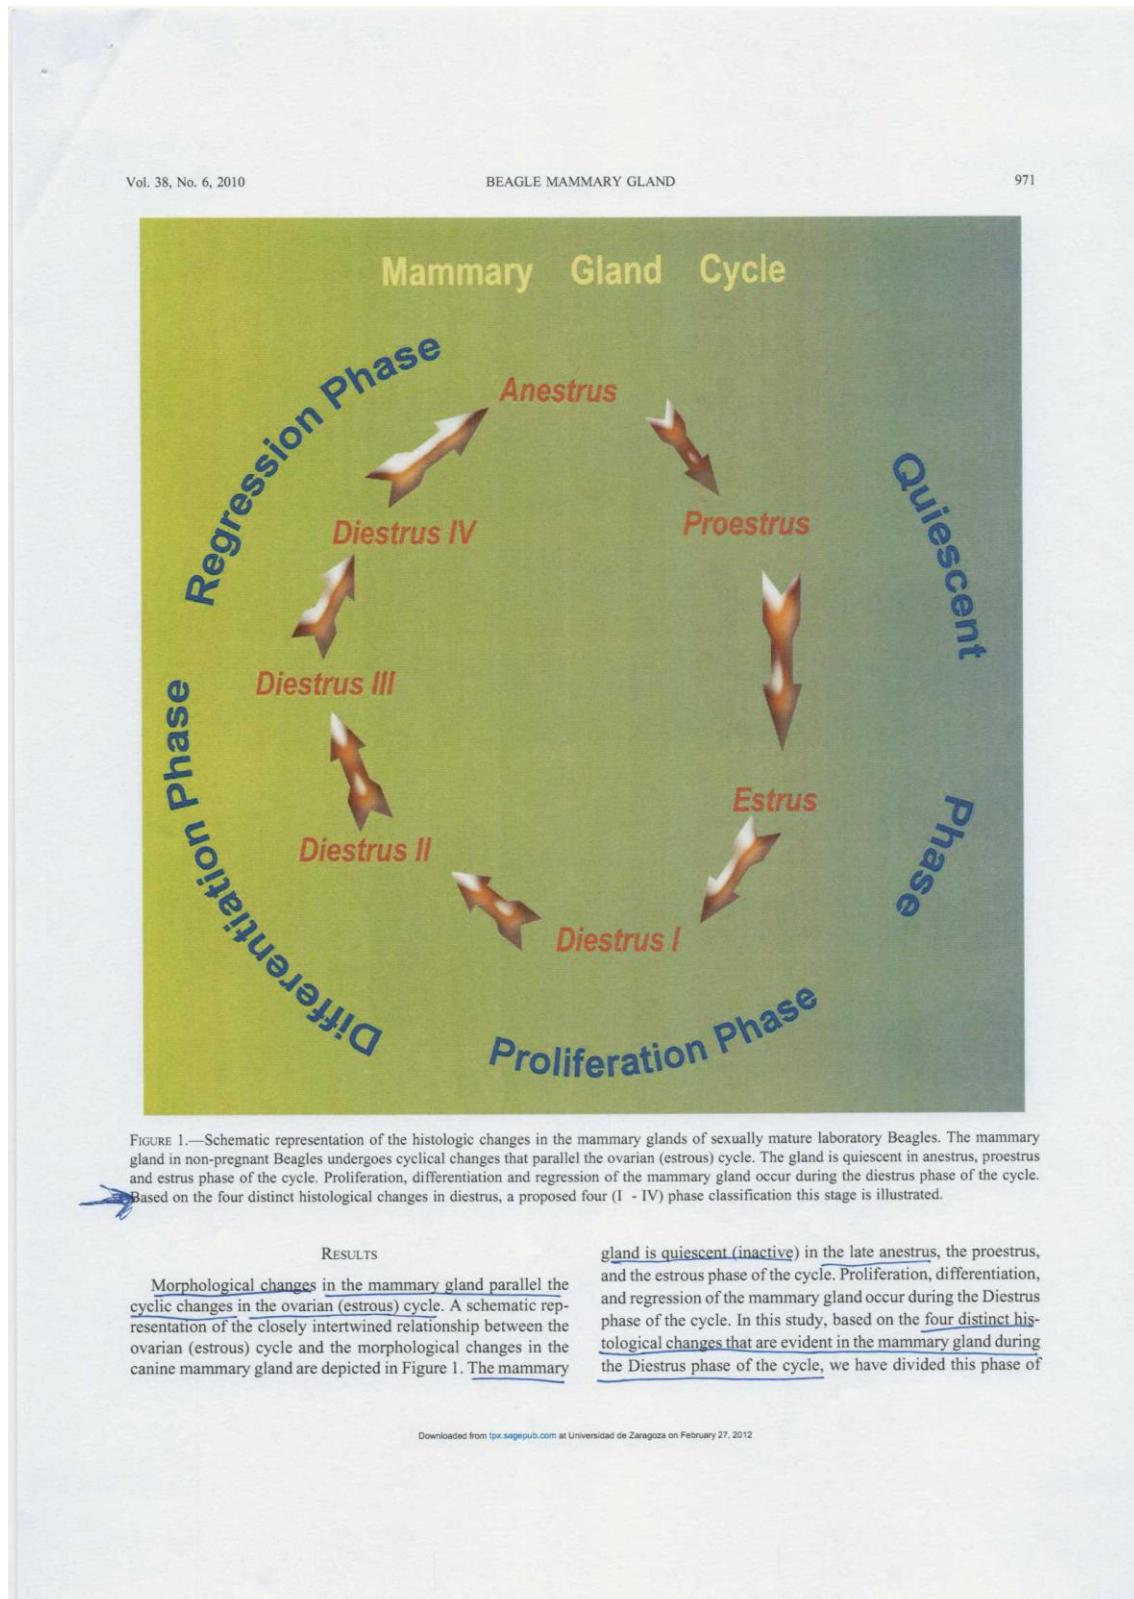 Vol. 38, No. 6, 2010
BEAGLE MAMMARY GLAND
971
Mammary Gland Cycle
Regression Phase
Anestrus
Quiescent
Diestrus IV
Proestrus
Diestrus III
Differentiation Phase
Estrus
Phase
Diestrus II
Diestrus I
Proliferation Phase
FIGURE 1.—Schematic representation of the histologic changes in the mammary glands of sexually mature laboratory Beagles. The mammary
gland in non-pregnant Beagles undergoes cyclical changes that parallel the ovarian (estrous) cycle. The gland is quiescent in anestrus, proestrus
and estrus phase of the cycle. Proliferation, differentiation and regression of the mammary gland occur during the diestrus phase of the cycle.
Based on the four distinct histological changes in diestrus, a proposed four (I - IV) phase classification this stage is illustrated.
RESULTS
Morphological changes in the mammary gland parallel the
cyclic changes in the ovarian (estrous) cycle. A schematic rep-
resentation of the closely intertwined relationship between the
ovarian (estrous) cycle and the morphological changes in the
canine mammary gland are depicted in Figure 1. The mammary
gland is quiescent (inactive) in the late anestrus, the proestrus,
and the estrous phase of the cycle. Proliferation, differentiation,
and regression of the mammary gland occur during the Diestrus
phase of the cycle. In this study, based on the four distinct his-
tological changes that are evident in the mammary gland during
the Diestrus phase of the cycle, we have divided this phase of
Downloaded from tpx.sagepub.com at Universidad de Zaragoza on February 27, 2012